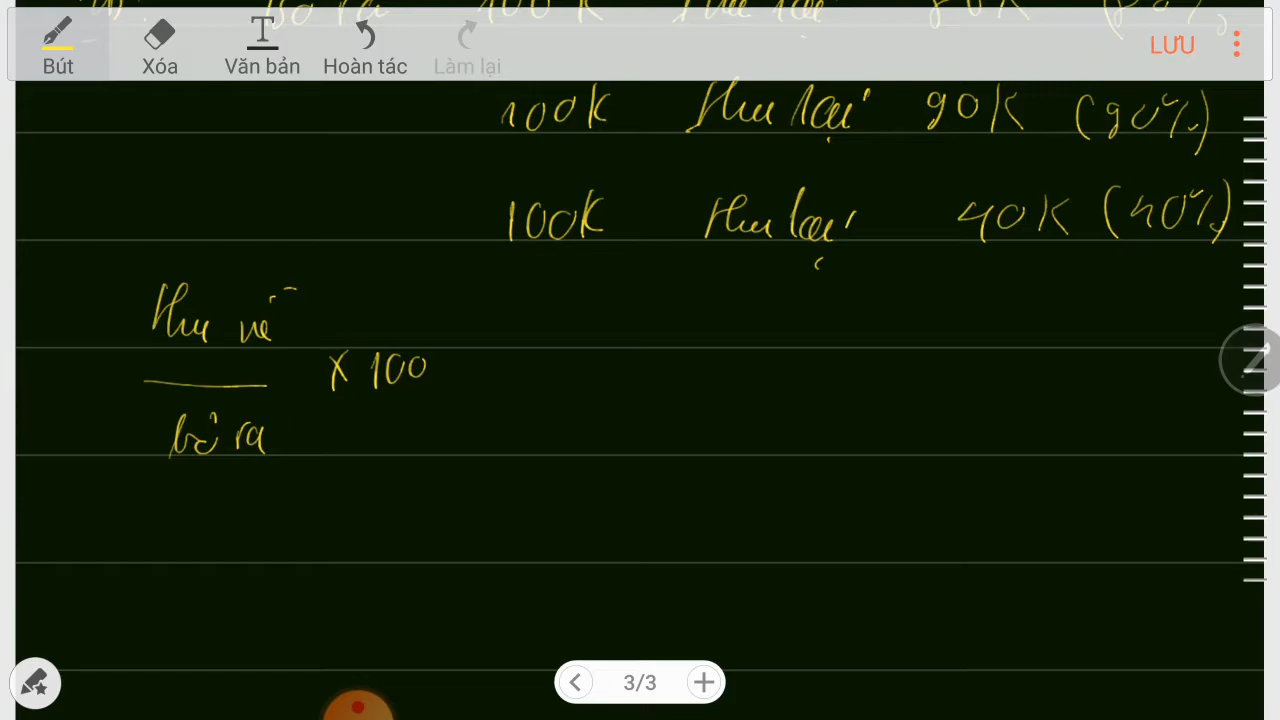 Bút Xóa Văn bản Hoàn tác Làm lại LƯU
100K thu lại 90K (90%)
100K thu lại 40K (40%)
thu về
bỏ ra
x 100
3/3